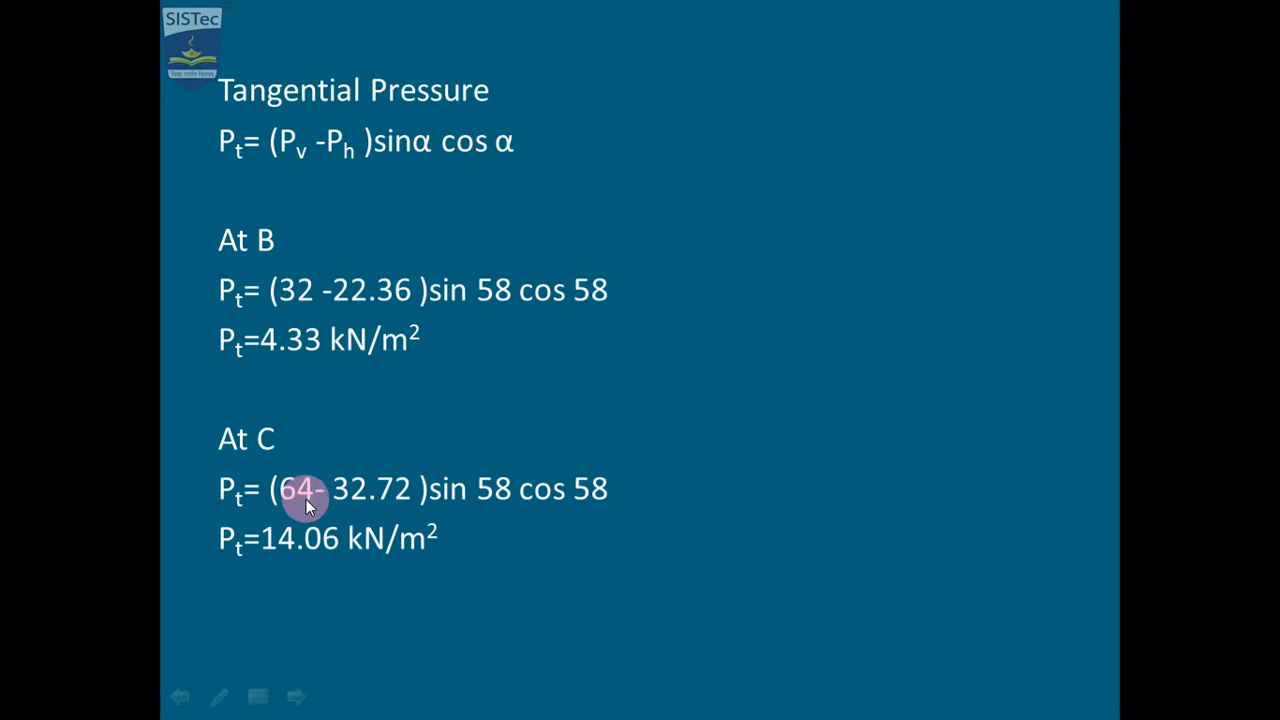 SISTec
Tangential Pressure
Pt= (Pv -Ph )sinα cos α
At B
Pt= (32 -22.36 )sin 58 cos 58
Pt=4.33 kN/m²
At C
Pt= (64- 32.72 )sin 58 cos 58
Pt=14.06 kN/m²